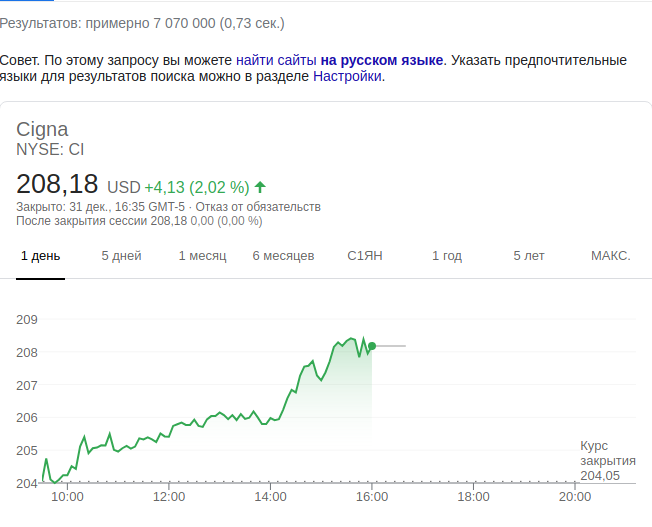 Результатов: примерно 7 070 000 (0,73 сек.)
Совет. По этому запросу вы можете найти сайты на русском языке. Указать предпочтительные
языки для результатов поиска можно в разделе Настройки.
Cigna
NYSE: CI
208,18 USD +4,13 (2,02 %)
Закрыто: 31 дек., 16:35 GMT-5 · Отказ от обязательств
После закрытия сессии 208,18 0,00 (0,00 %)
1 день 5 дней 1 месяц 6 месяцев С1ЯН 1 год 5 лет МАКС.
209
208
207
206
205
Курс
закрытия
204,05
204
10:00 12:00 14:00 16:00 18:00 20:00